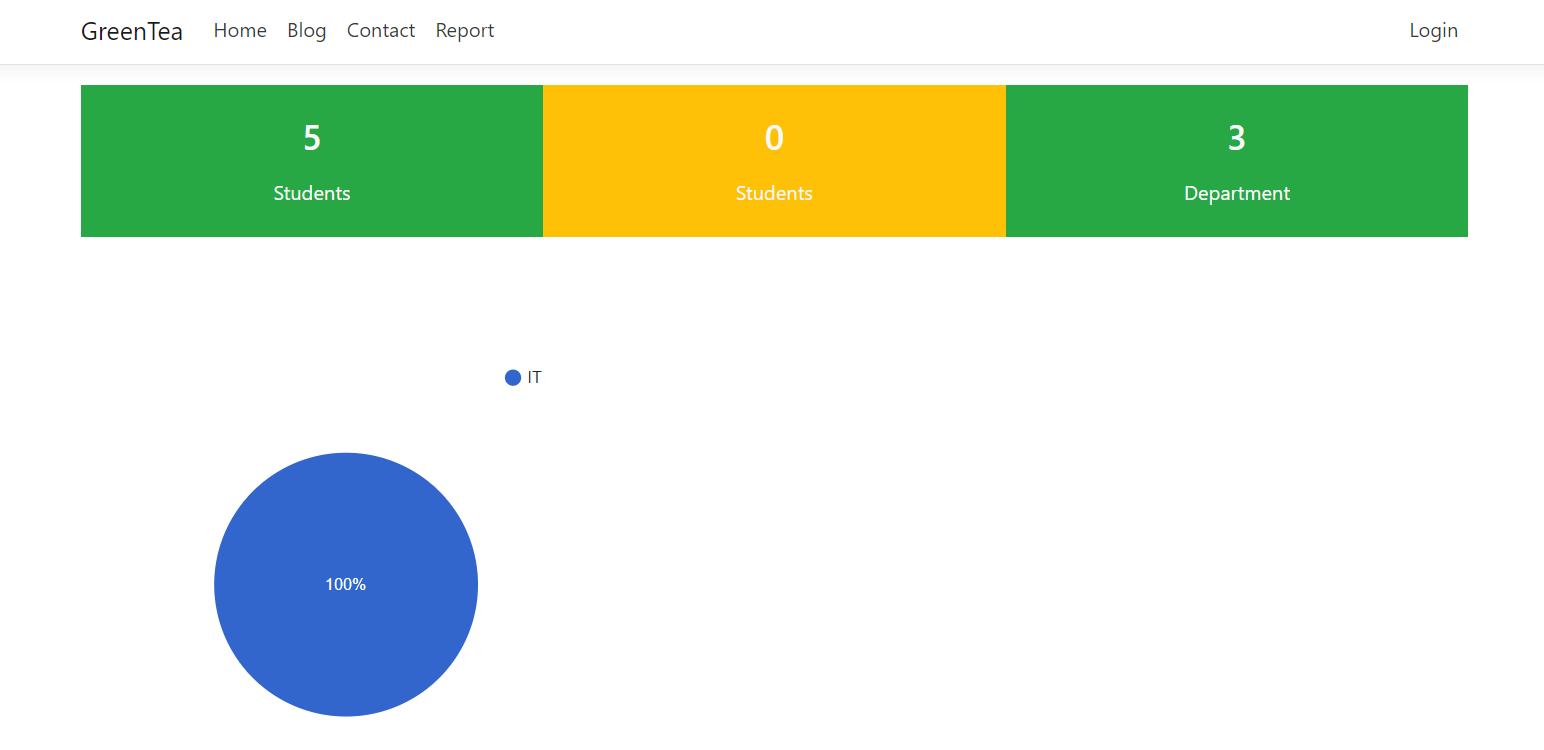 GreenTea Home Blog Contact Report Login
5 0 3
Students Students Department
IT
100%